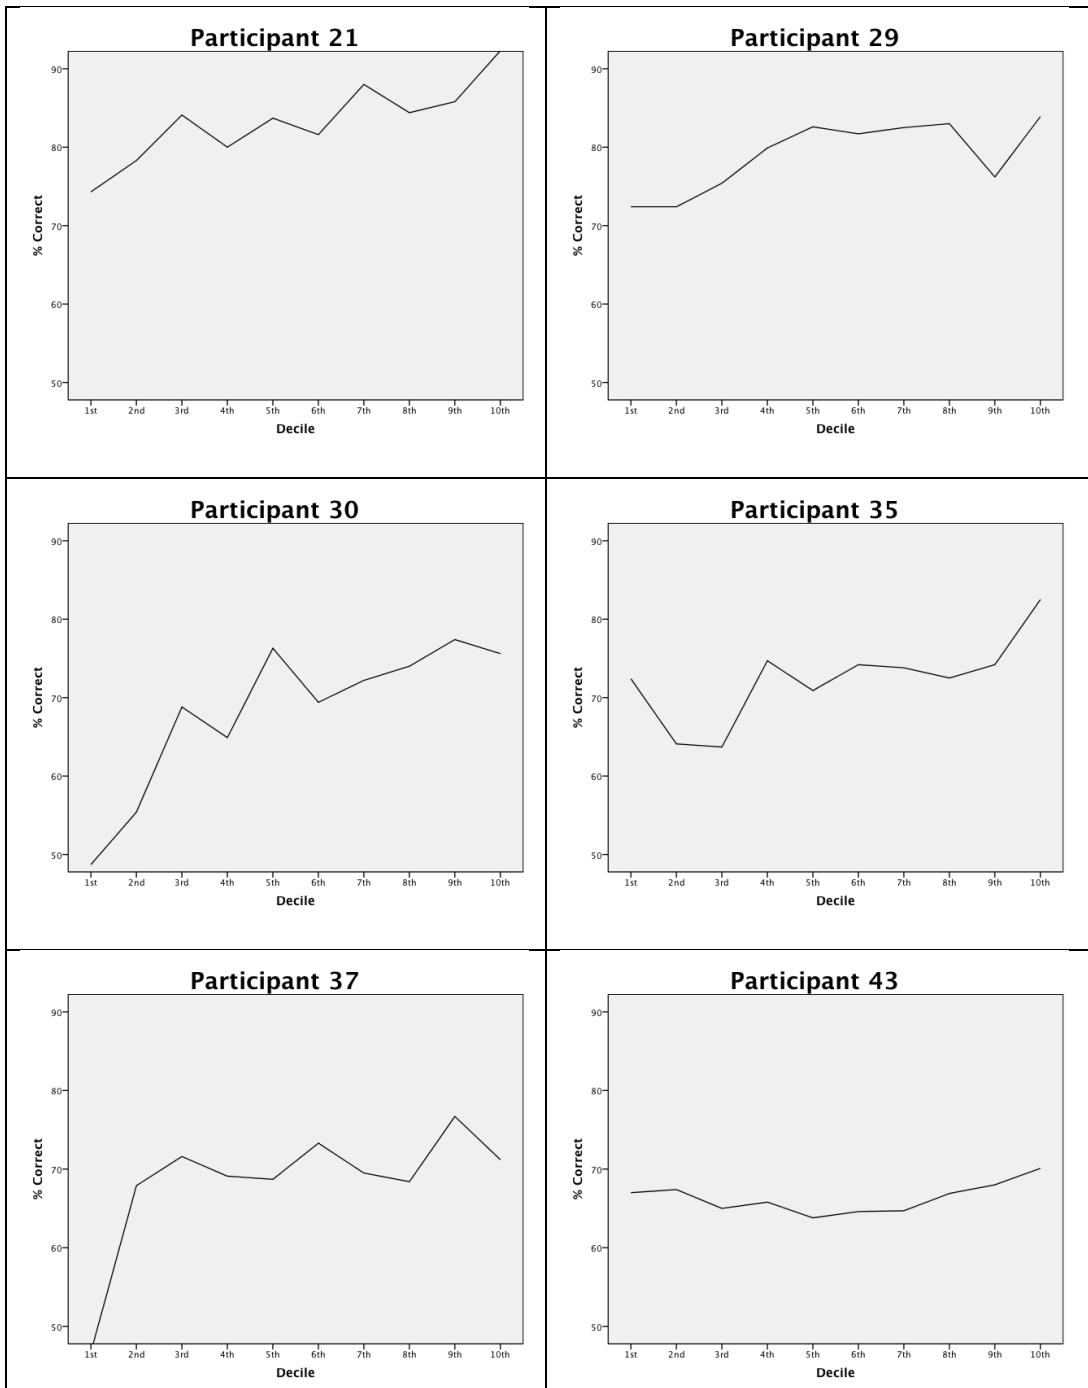 Participant 21
90
80
70
60
50
% Correct
1st 2nd 3rd 4th 5th 6th 7th 8th 9th 10th
Decile
Participant 29
90
80
70
60
50
% Correct
1st 2nd 3rd 4th 5th 6th 7th 8th 9th 10th
Decile
Participant 30
90
80
70
60
50
% Correct
1st 2nd 3rd 4th 5th 6th 7th 8th 9th 10th
Decile
Participant 35
90
80
70
60
50
% Correct
1st 2nd 3rd 4th 5th 6th 7th 8th 9th 10th
Decile
Participant 37
90
80
70
60
50
% Correct
1st 2nd 3rd 4th 5th 6th 7th 8th 9th 10th
Decile
Participant 43
90
80
70
60
50
% Correct
1st 2nd 3rd 4th 5th 6th 7th 8th 9th 10th
Decile